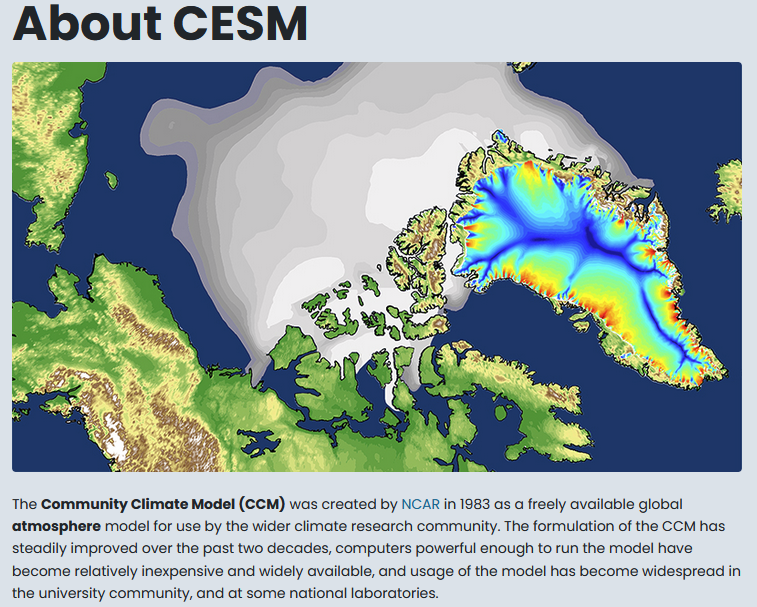 About CESM
The Community Climate Model (CCM) was created by NCAR in 1983 as a freely available global
atmosphere model for use by the wider climate research community. The formulation of the CCM has
steadily improved over the past two decades, computers powerful enough to run the model have
become relatively inexpensive and widely available, and usage of the model has become widespread in
the university community, and at some national laboratories.